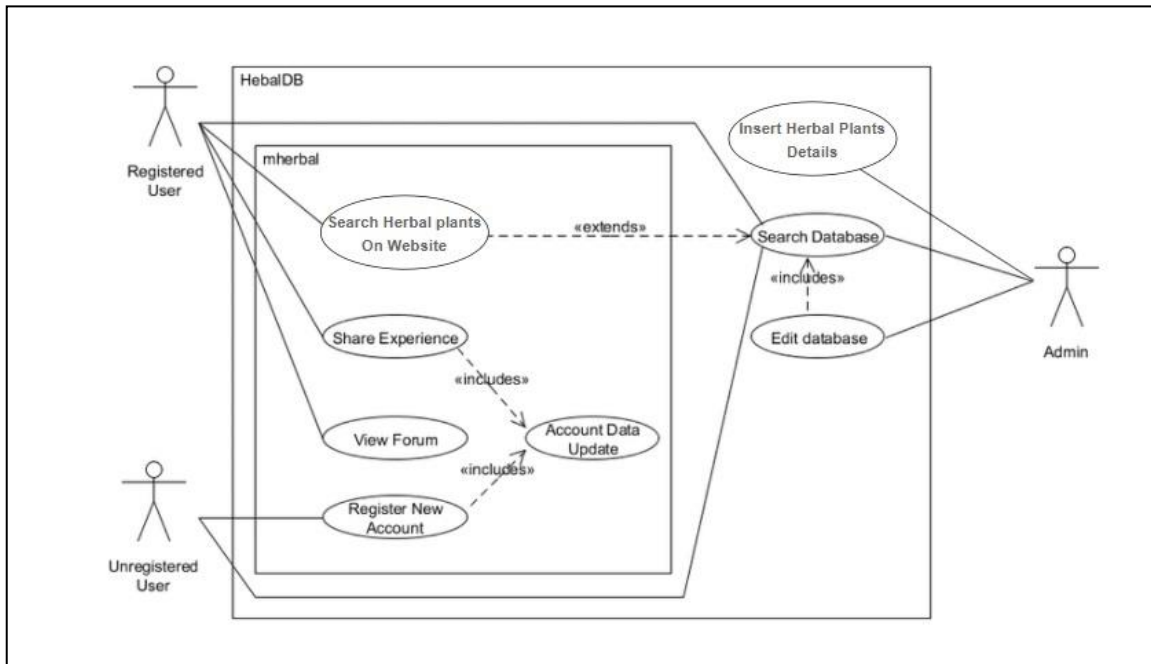 HebalDB
Registered
User
mherbal
Insert Herbal Plants
Details
Search Herbal plants
On Website
«extends»
Search Database
«includes»
Edit database
Admin
Share Experience
«includes»
View Forum
Account Data
Update
«includes»
Register New
Account
Unregistered
User